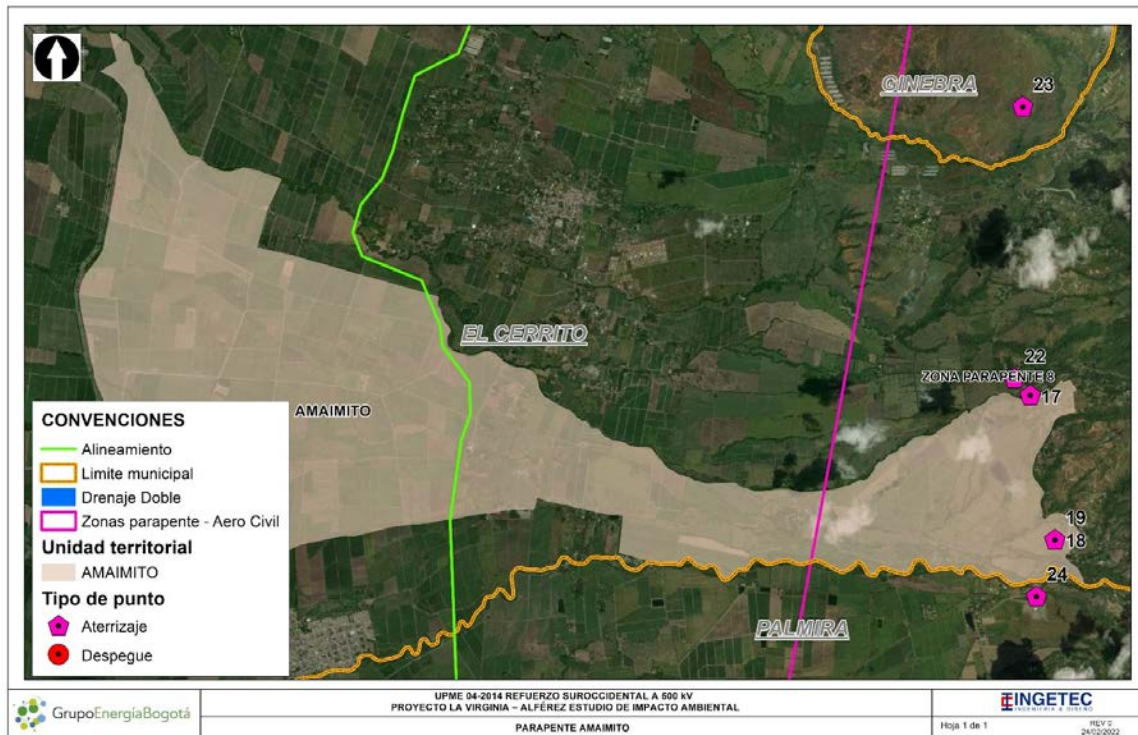 GINEBRA
23
EL CERRITO
22
ZONA PARAPENTE 8
17
AMAIMITO
19
18
24
PALMIRA
CONVENCIONES
Alineamiento
Limite municipal
Drenaje Doble
Zonas parapente - Aero Civil
Unidad territorial
AMAIMITO
Tipo de punto
Aterrizaje
Despegue
GrupoEnergíaBogotá
UPME 04-2014 REFUERZO SUROCCIDENTAL A 500 kV
PROYECTO LA VIRGINIA – ALFÉREZ ESTUDIO DE IMPACTO AMBIENTAL
PARAPENTE AMAIMITO
INGETEC
INGENIERÍA & DISEÑO
Hoja 1 de 1
REV 0
24/02/2022